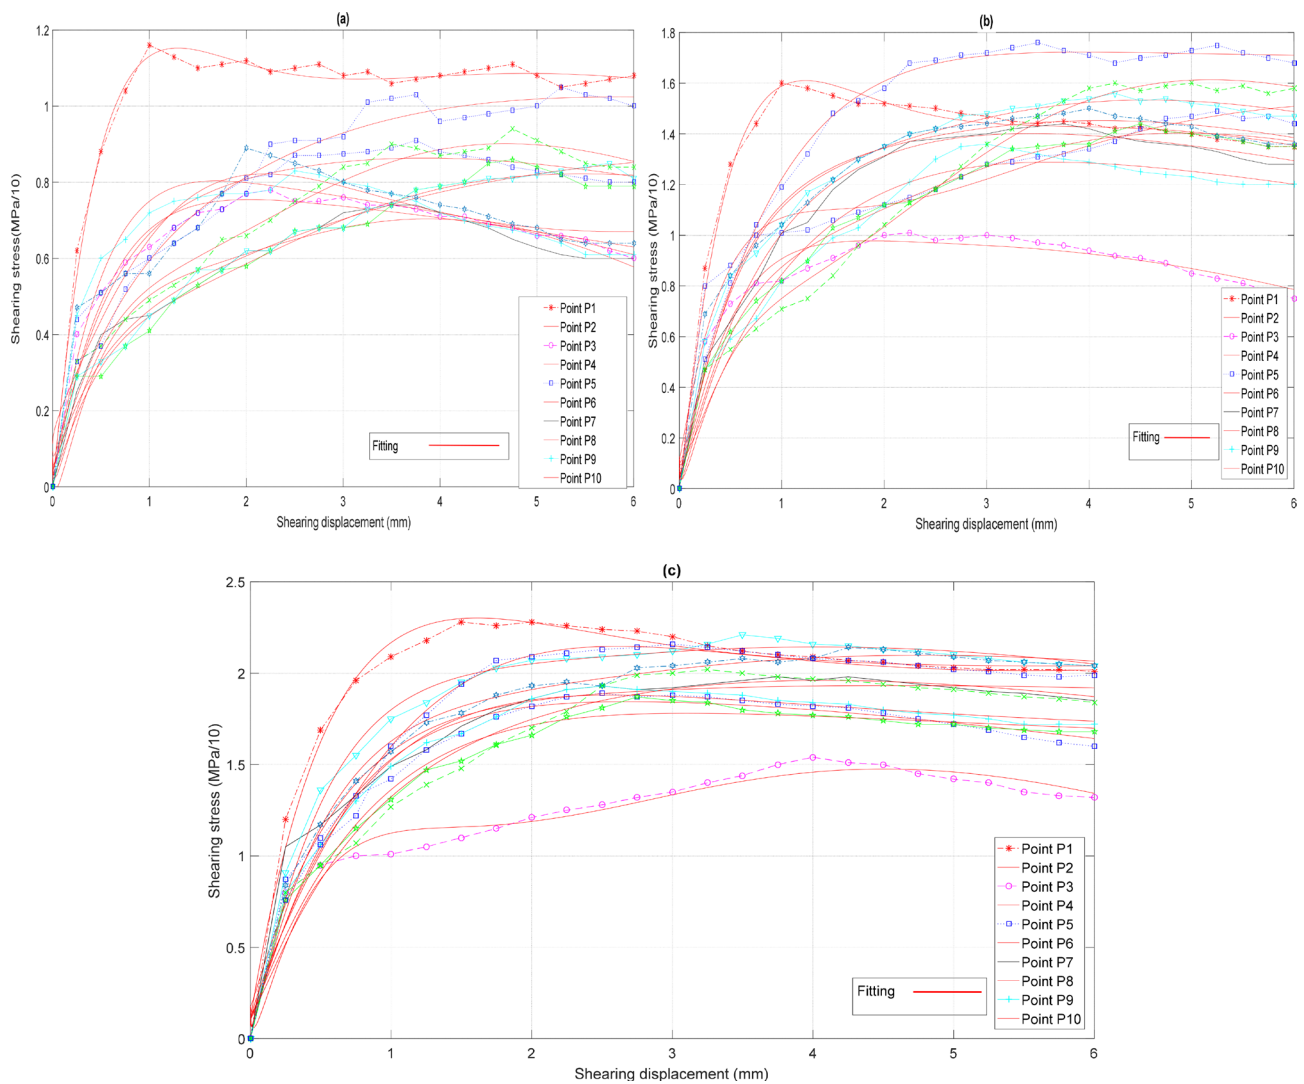 (a)
1.2
1
0.8
0.6
0.4
0.2
0
0 1 2 3 4 5 6
Shearing stress(MPa/10)
Shearing displacement (mm)
Point P1
Point P2
Point P3
Point P4
Point P5
Point P6
Point P7
Point P8
Point P9
Point P10
Fitting
(b)
1.8
1.6
1.4
1.2
1
0.8
0.6
0.4
0.2
0
0 1 2 3 4 5 6
Shearing stress (MPa/10)
Shearing displacement (mm)
Point P1
Point P2
Point P3
Point P4
Point P5
Point P6
Point P7
Point P8
Point P9
Point P10
Fitting
(c)
2.5
2
1.5
1
0.5
0
0 1 2 3 4 5 6
Shearing stress (MPa/10)
Shearing displacement (mm)
Point P1
Point P2
Point P3
Point P4
Point P5
Point P6
Point P7
Point P8
Point P9
Point P10
Fitting